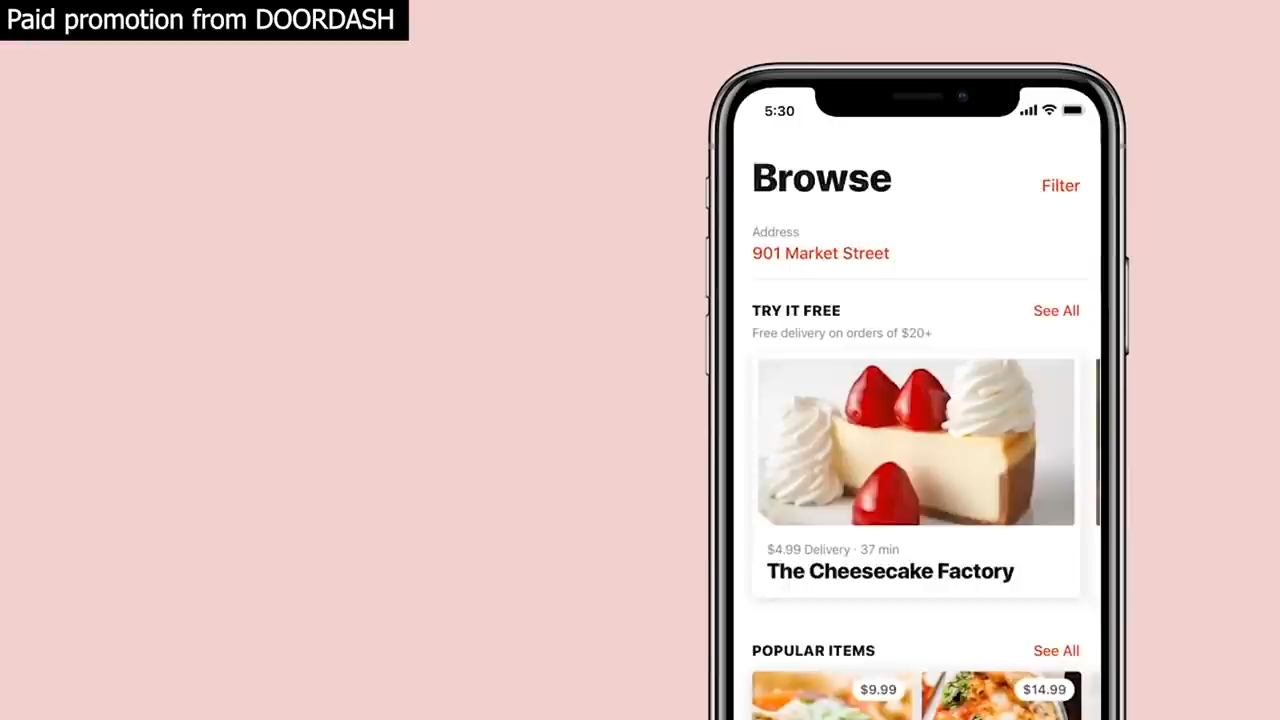 Paid promotion from DOORDASH
5:30
Browse
Filter
Address
901 Market Street
TRY IT FREE
See All
Free delivery on orders of $20+
$4.99 Delivery · 37 min
The Cheesecake Factory
POPULAR ITEMS
See All
$9.99
$14.99